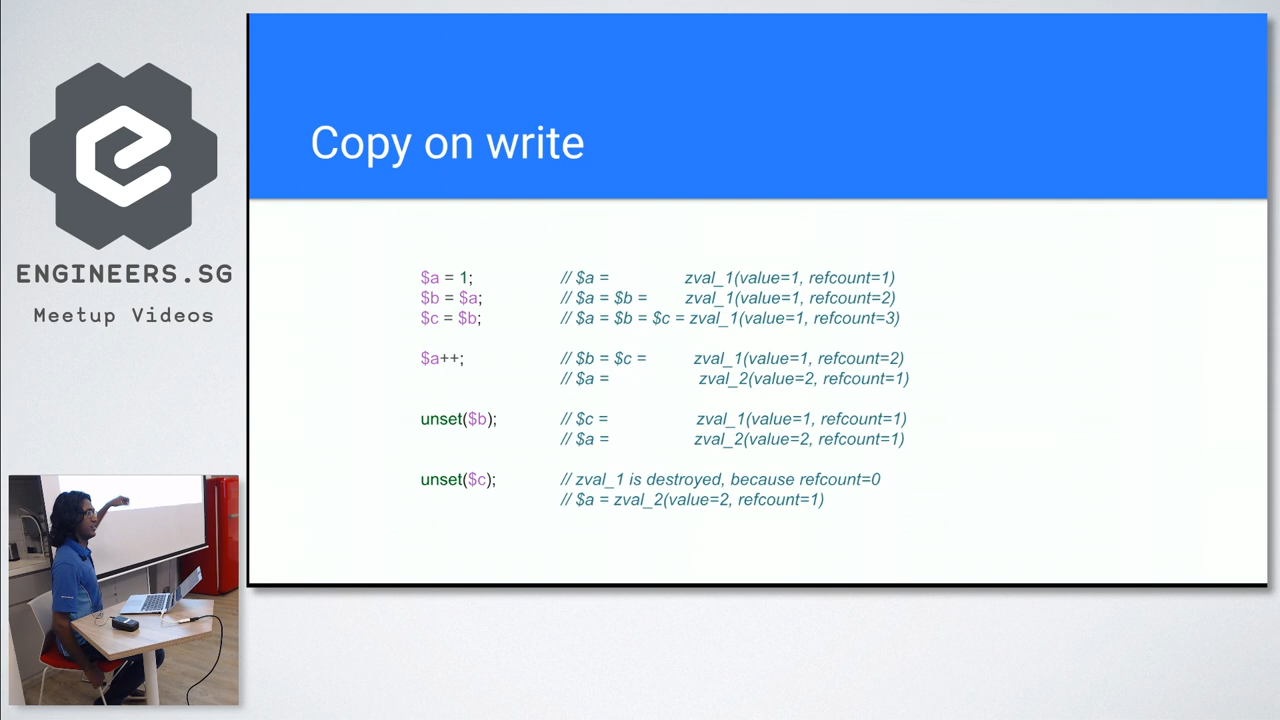 ENGINEERS.SG
Meetup Videos
Copy on write
$a = 1; // $a = zval_1(value=1, refcount=1)
$b = $a; // $a = $b = zval_1(value=1, refcount=2)
$c = $b; // $a = $b = $c = zval_1(value=1, refcount=3)
$a++; // $b = $c = zval_1(value=1, refcount=2)
// $a = zval_2(value=2, refcount=1)
unset($b); // $c = zval_1(value=1, refcount=1)
// $a = zval_2(value=2, refcount=1)
unset($c); // zval_1 is destroyed, because refcount=0
// $a = zval_2(value=2, refcount=1)